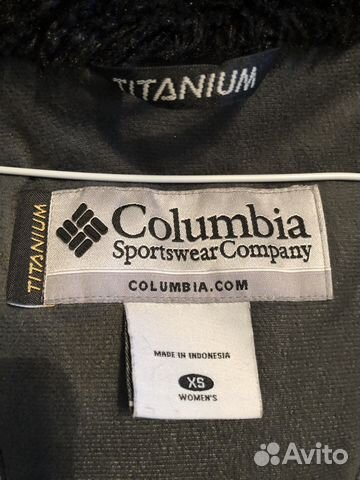 TITANIUM
TITANIUM
Columbia
Sportswear Company
COLUMBIA.COM
MADE IN INDONESIA
XS
WOMEN'S
Avito